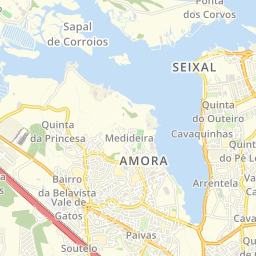 Ponta
dos Corvos
Sapal
de Corroios
SEIXAL
Quinta
do Outeiro
Quinta
da Princesa
Medideira
Cavaquinhas
Quinta
do Pé L
AMORA
Bairro
da Belavista
Arrentela
Vale de
Gatos
Paivas
Soutelo
Torre